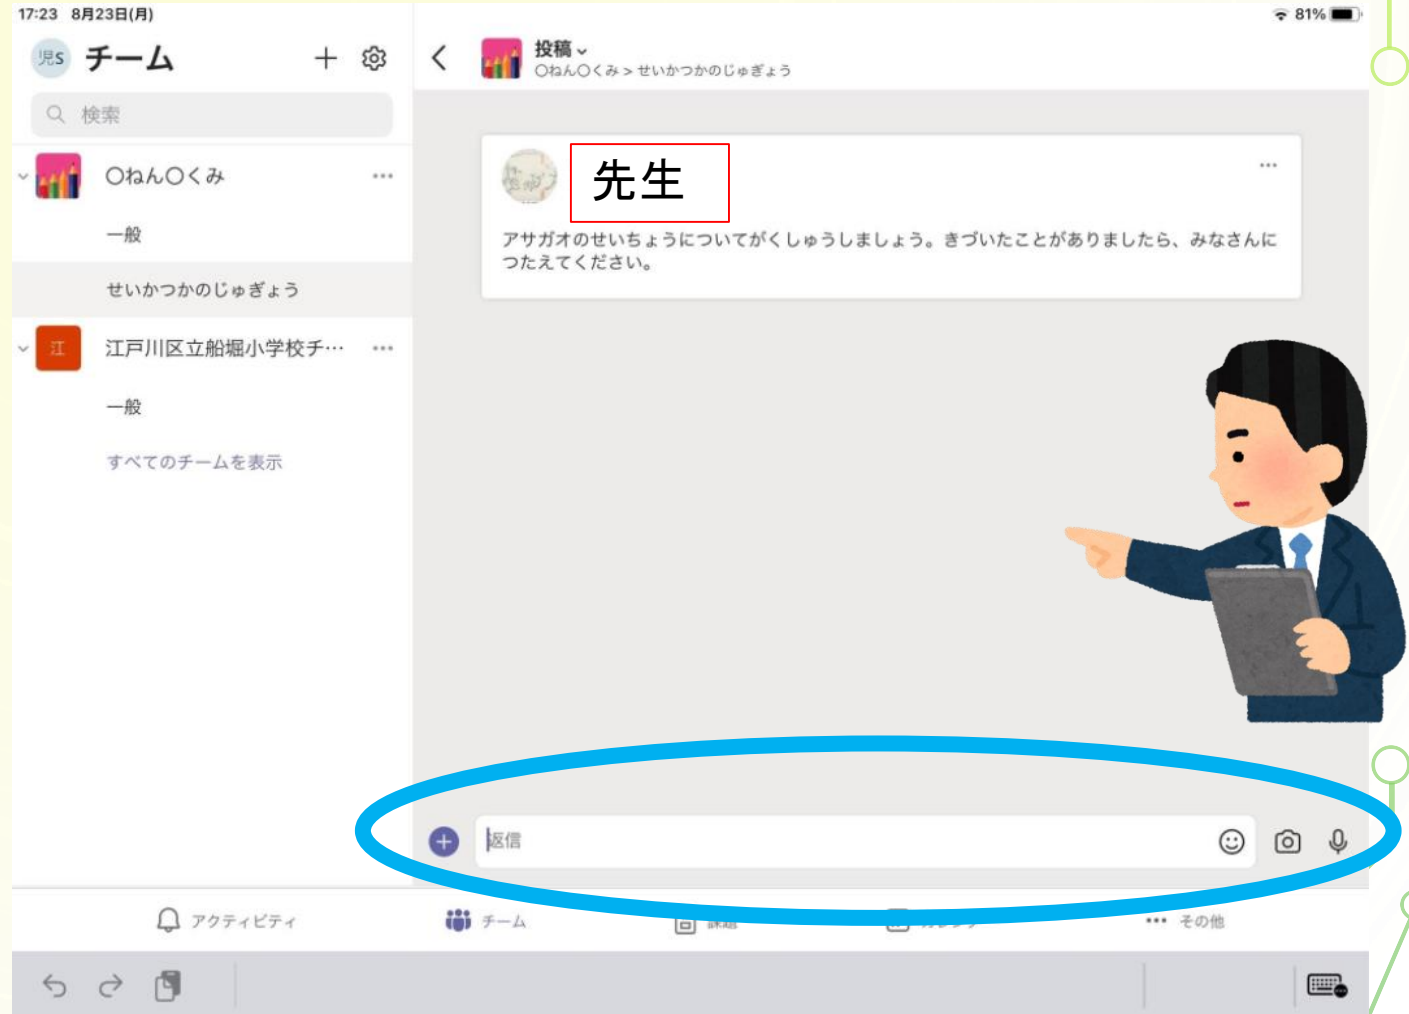 17:23 8月23日(月)
81%
児S チーム
検索
〇ねん〇くみ
一般
せいかつかのじゅぎょう
江 江戸川区立船堀小学校チ…
一般
すべてのチームを表示
投稿
〇ねん〇くみ > せいかつかのじゅぎょう
先生
アサガオのせいちょうについてがくしゅうしましょう。きづいたことがありましたら、みなさんに
つたえてください。
返信
アクティビティ
チーム
その他